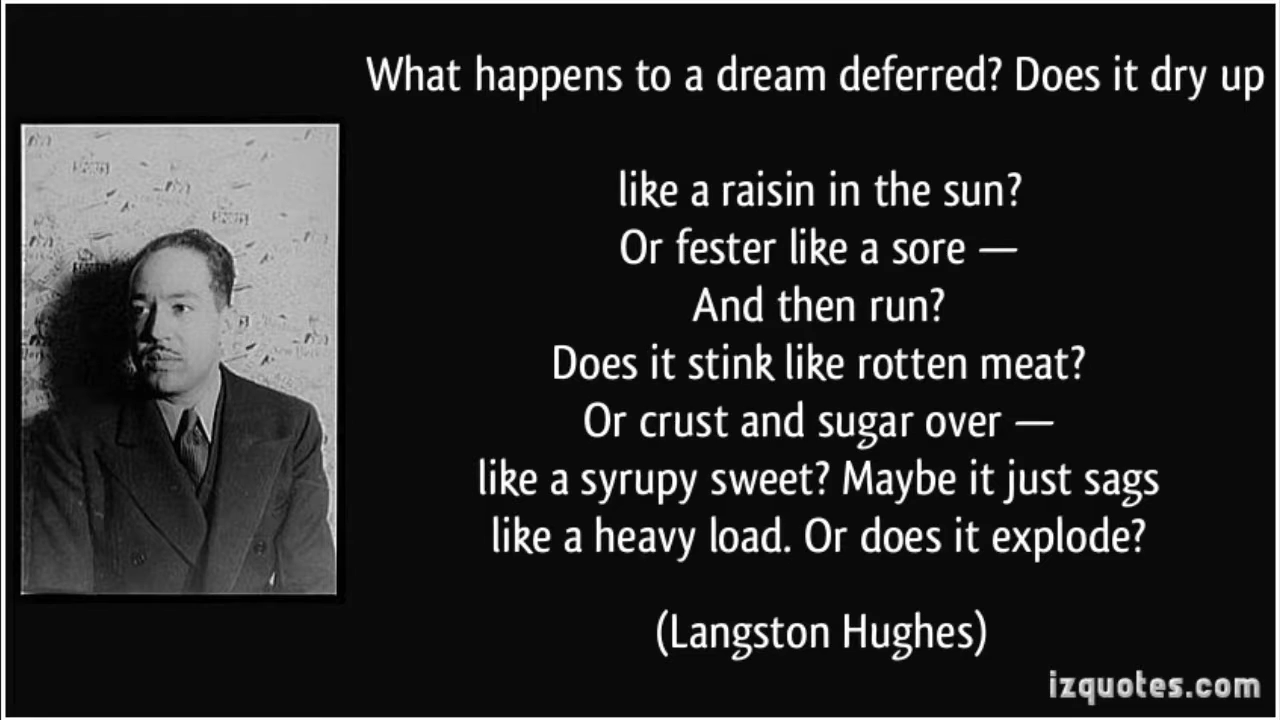 What happens to a dream deferred? Does it dry up
like a raisin in the sun?
Or fester like a sore —
And then run?
Does it stink like rotten meat?
Or crust and sugar over —
like a syrupy sweet? Maybe it just sags
like a heavy load. Or does it explode?
(Langston Hughes)
izquotes.com